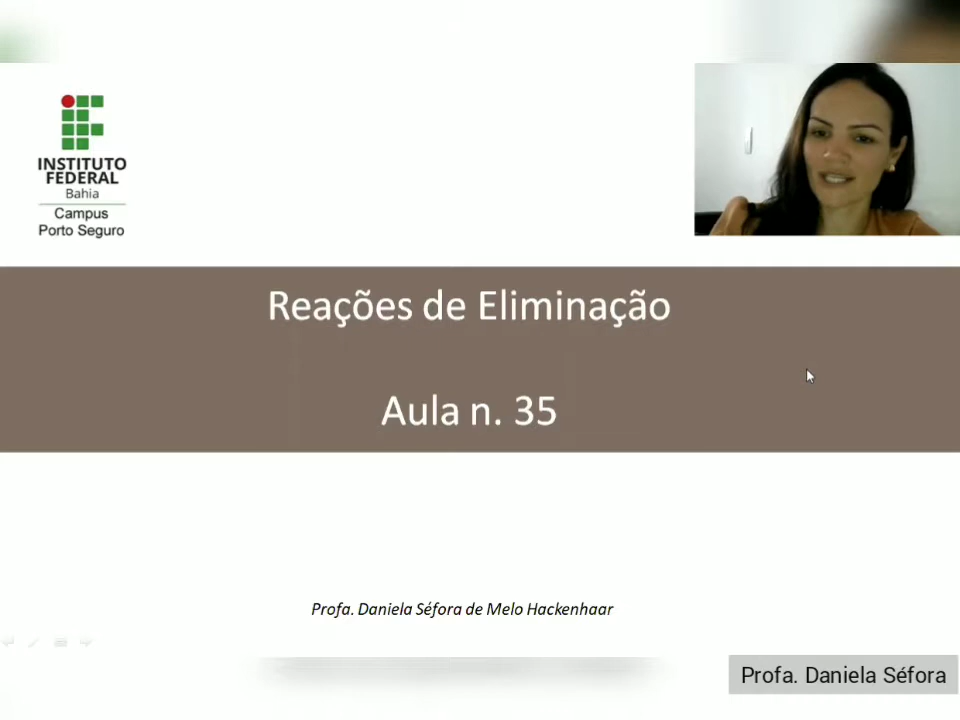 INSTITUTO
FEDERAL
Bahia
Campus
Porto Seguro
Reações de Eliminação
Aula n. 35
Profa. Daniela Séfora de Melo Hackenhaar
Profa. Daniela Séfora